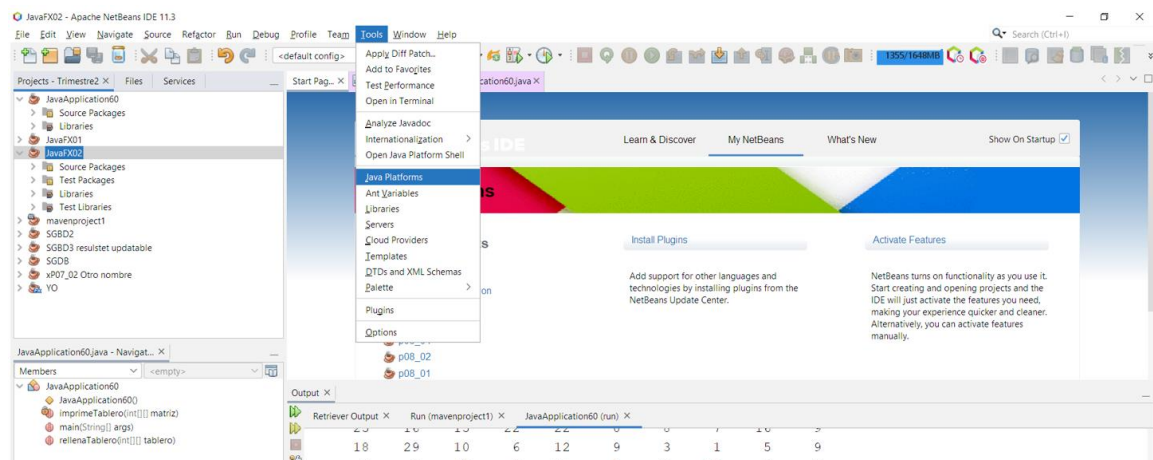 JavaFX02 - Apache NetBeans IDE 11.3
File Edit View Navigate Source Refactor Run Debug Profile Team Tools Window Help
Search (Ctrl+I)
<default config>
1355/1648MB
Projects - Trimestre2 Files Services
JavaApplication60
Source Packages
Libraries
JavaFX01
JavaFX02
Source Packages
Test Packages
Libraries
Test Libraries
mavenproject1
SGBD2
SGBD3 resulstet updatable
SGDB
xP07_02 Otro nombre
YO
Apply Diff Patch...
Add to Favorites
Test Performance
Open in Terminal
Analyze Javadoc
Internationalization
Open Java Platform Shell
Java Platforms
Ant Variables
Libraries
Servers
Cloud Providers
Templates
DTDs and XML Schemas
Palette
Plugins
Options
Start Pag...
cation60.java
s IDE
Learn & Discover My NetBeans What's New
Show On Startup
ns
s
on
Install Plugins
Add support for other languages and
technologies by installing plugins from the
NetBeans Update Center.
Activate Features
NetBeans turns on functionality as you use it.
Start creating and opening projects and the
IDE will just activate the features you need,
making your experience quicker and cleaner.
Alternatively, you can activate features
manually.
p08_02
p08_01
JavaApplication60.java - Navigat...
Members <empty>
JavaApplication60
JavaApplication60()
imprimeTablero(int[][] matriz)
main(String[] args)
rellenaTablero(int[][] tablero)
Output
Retriever Output Run (mavenproject1) JavaApplication60 (run)
18 29 10 6 12 9 3 1 5 9